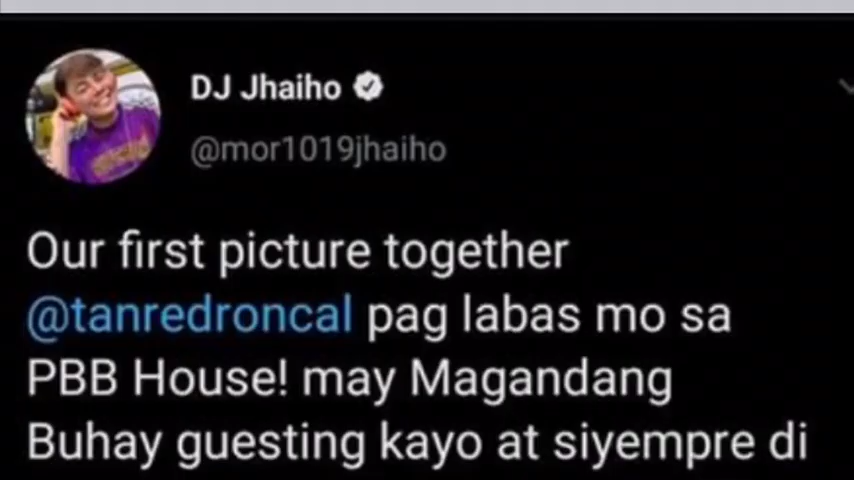 DJ Jhaiho
@mor1019jhaiho
Our first picture together
@tanredroncal pag labas mo sa
PBB House! may Magandang
Buhay guesting kayo at siyempre di